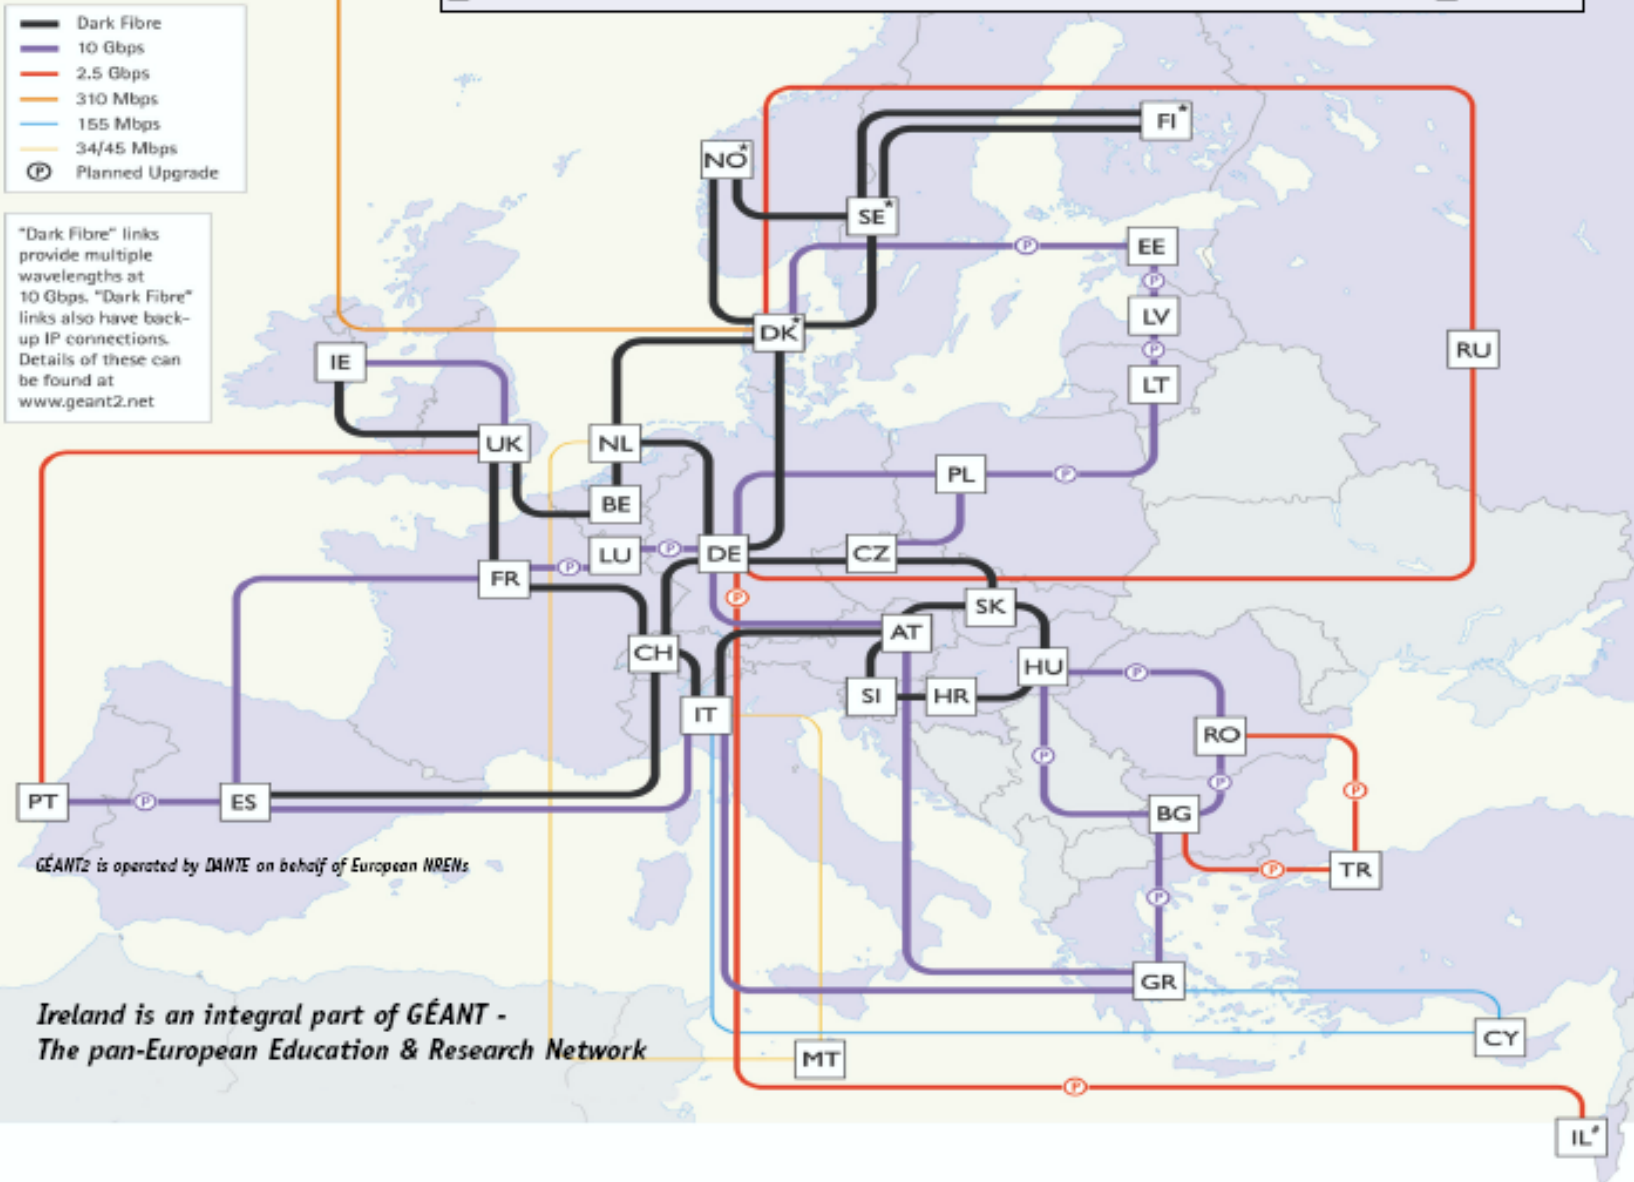 Dark Fibre
10 Gbps
2.5 Gbps
310 Mbps
155 Mbps
34/45 Mbps
P Planned Upgrade
"Dark Fibre" links
provide multiple
wavelengths at
10 Gbps. "Dark Fibre"
links also have back-
up IP connections.
Details of these can
be found at
www.geant2.net
FI*
NO*
SE*
P
EE
P
LV
DK*
P
RU
IE
LT
UK
NL
PL
P
BE
LU
P
DE
CZ
FR
P
P
SK
AT
CH
HU
P
SI
HR
IT
RO
P
P
P
PT
P
ES
BG
GÉANT2 is operated by DANTE on behalf of European NRENs
P
TR
P
GR
Ireland is an integral part of GÉANT -
The pan-European Education & Research Network
CY
MT
P
IL*